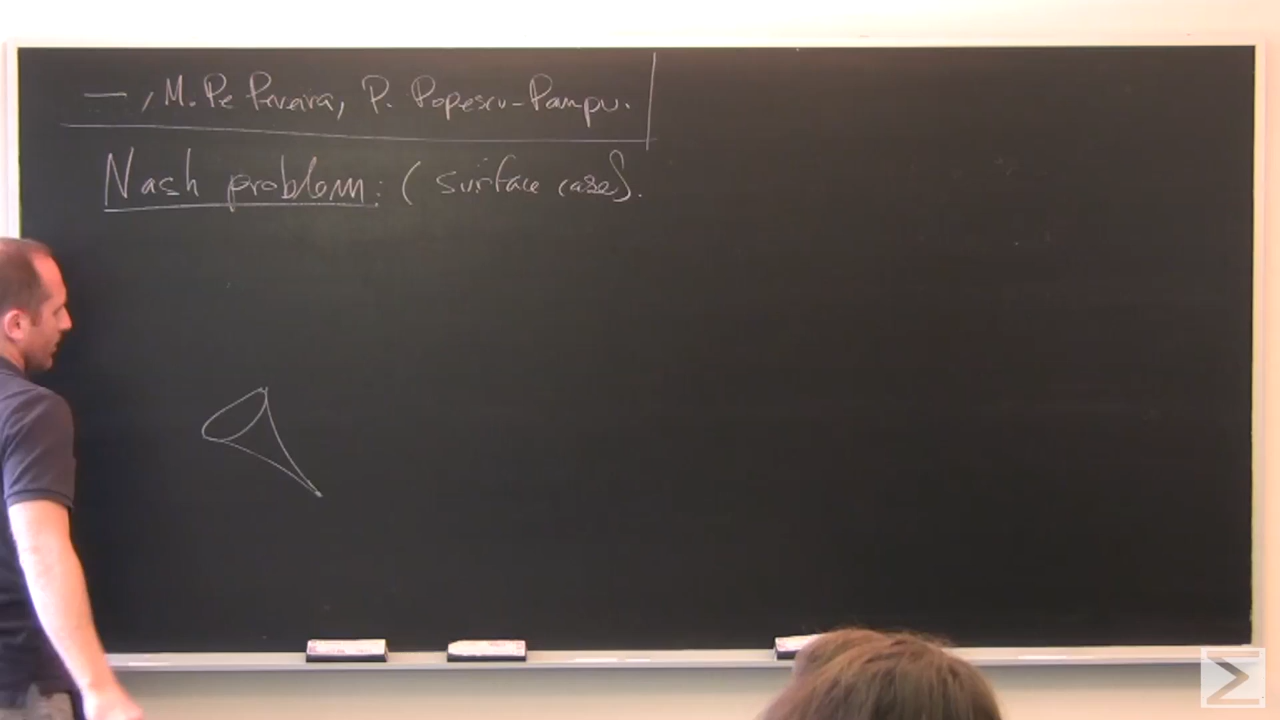 —, M. Pe Pereira, P. Popescu-Pampu.
Nash problem: (surface case).